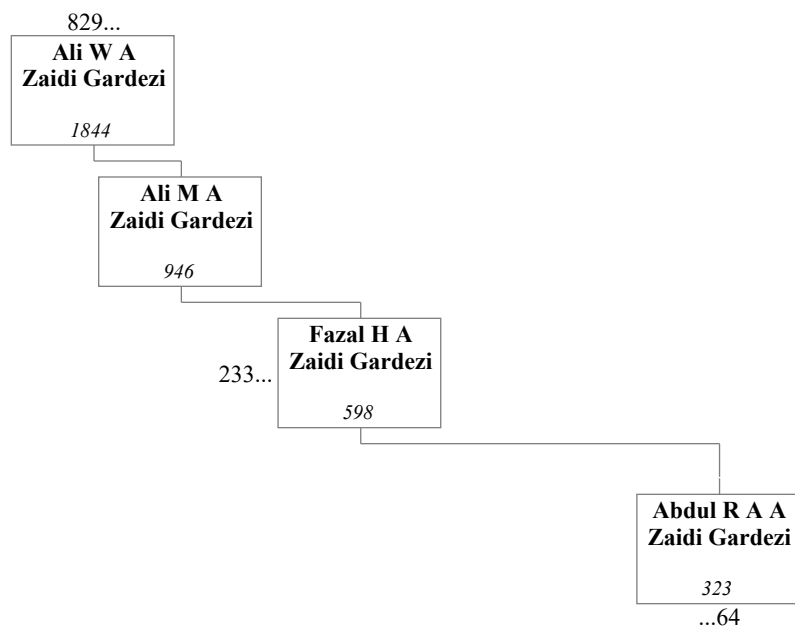 829...
Ali W A
Zaidi Gardezi
1844
Ali M A
Zaidi Gardezi
946
Fazal H A
Zaidi Gardezi
233...
598
Abdul R A A
Zaidi Gardezi
323
...64